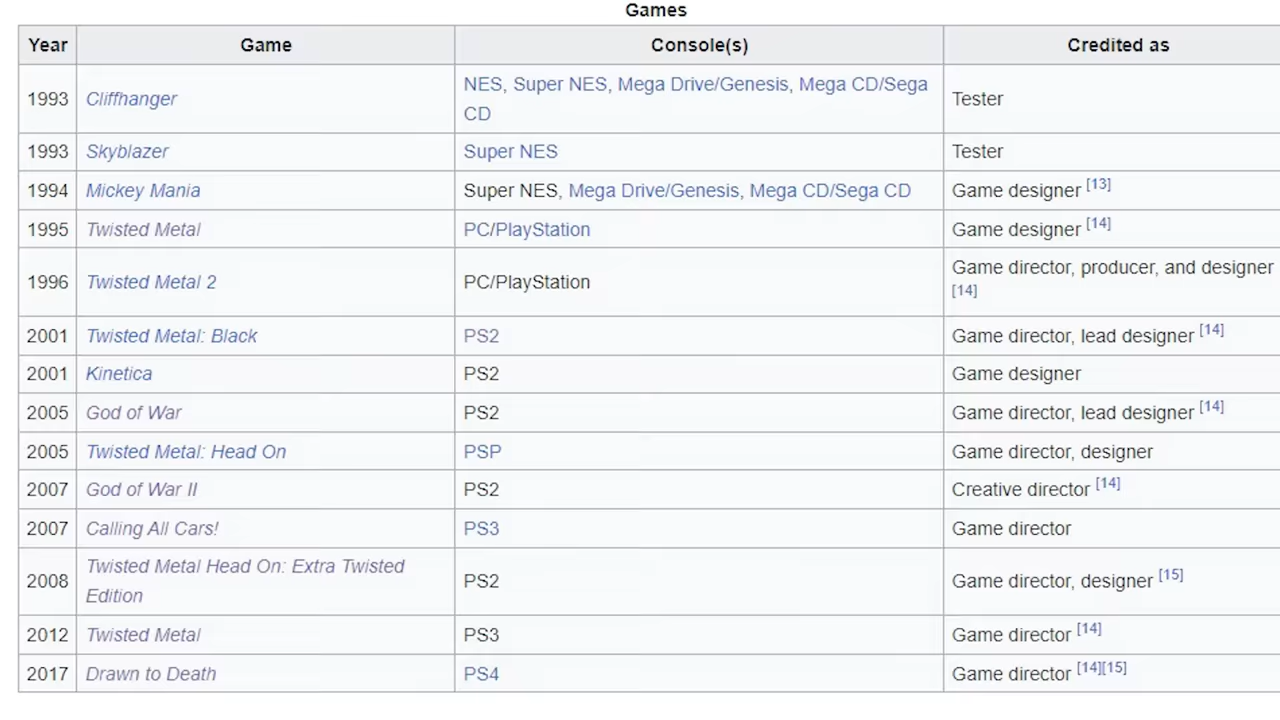 Games
Year Game Console(s) Credited as
1993 Cliffhanger NES, Super NES, Mega Drive/Genesis, Mega CD/Sega CD Tester
1993 Skyblazer Super NES Tester
1994 Mickey Mania Super NES, Mega Drive/Genesis, Mega CD/Sega CD Game designer [13]
1995 Twisted Metal PC/PlayStation Game designer [14]
1996 Twisted Metal 2 PC/PlayStation Game director, producer, and designer [14]
2001 Twisted Metal: Black PS2 Game director, lead designer [14]
2001 Kinetica PS2 Game designer
2005 God of War PS2 Game director, lead designer [14]
2005 Twisted Metal: Head On PSP Game director, designer
2007 God of War II PS2 Creative director [14]
2007 Calling All Cars! PS3 Game director
2008 Twisted Metal Head On: Extra Twisted Edition PS2 Game director, designer [15]
2012 Twisted Metal PS3 Game director [14]
2017 Drawn to Death PS4 Game director [14][15]